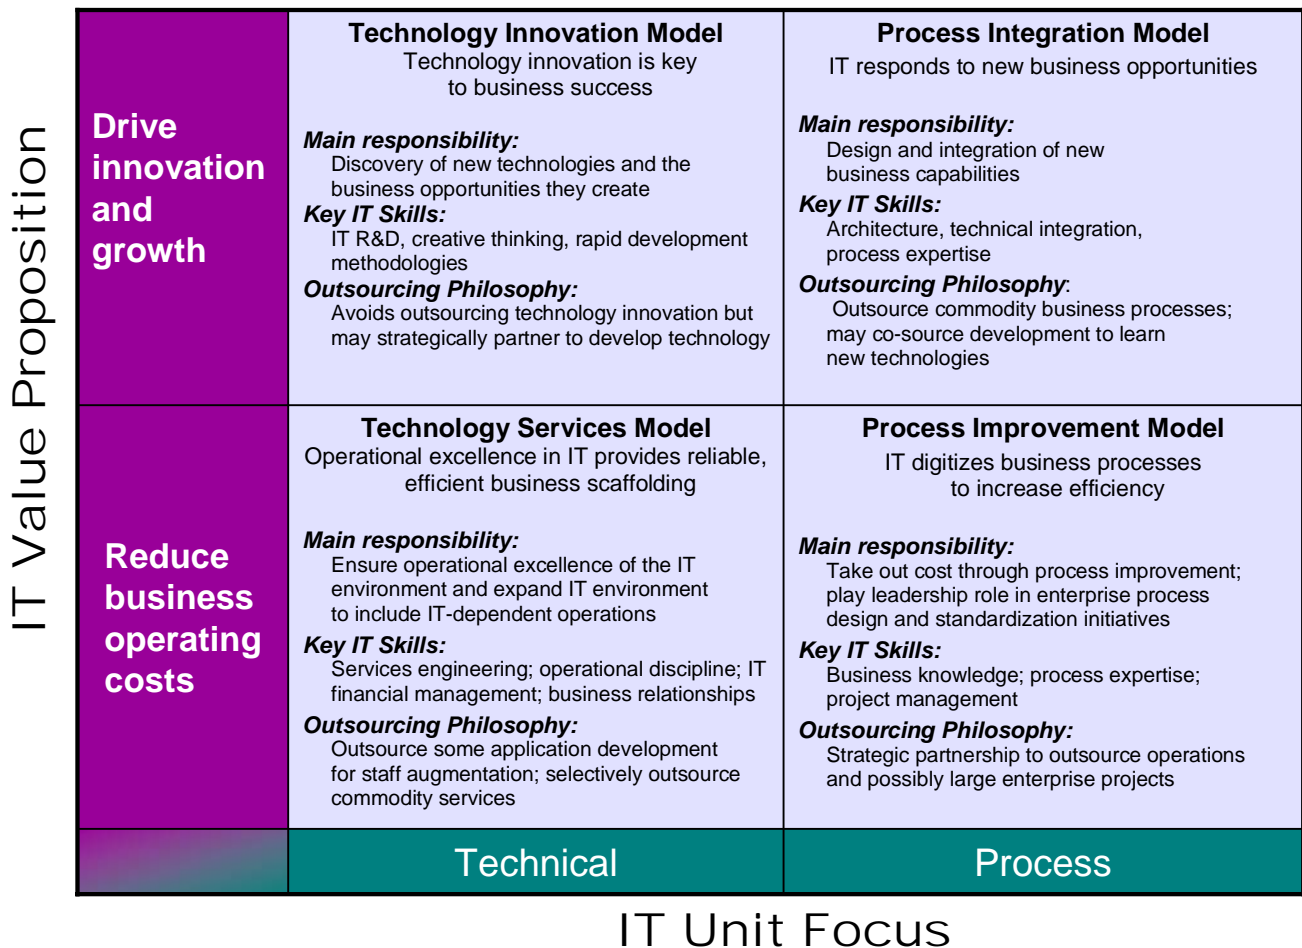 IT Value Proposition
Drive
innovation
and
growth
Technology Innovation Model
Technology innovation is key
to business success
Main responsibility:
Discovery of new technologies and the
business opportunities they create
Key IT Skills:
IT R&D, creative thinking, rapid development
methodologies
Outsourcing Philosophy:
Avoids outsourcing technology innovation but
may strategically partner to develop technology
Process Integration Model
IT responds to new business opportunities
Main responsibility:
Design and integration of new
business capabilities
Key IT Skills:
Architecture, technical integration,
process expertise
Outsourcing Philosophy:
Outsource commodity business processes;
may co-source development to learn
new technologies
Reduce
business
operating
costs
Technology Services Model
Operational excellence in IT provides reliable,
efficient business scaffolding
Main responsibility:
Ensure operational excellence of the IT
environment and expand IT environment
to include IT-dependent operations
Key IT Skills:
Services engineering; operational discipline; IT
financial management; business relationships
Outsourcing Philosophy:
Outsource some application development
for staff augmentation; selectively outsource
commodity services
Process Improvement Model
IT digitizes business processes
to increase efficiency
Main responsibility:
Take out cost through process improvement;
play leadership role in enterprise process
design and standardization initiatives
Key IT Skills:
Business knowledge; process expertise;
project management
Outsourcing Philosophy:
Strategic partnership to outsource operations
and possibly large enterprise projects
Technical
Process
IT Unit Focus